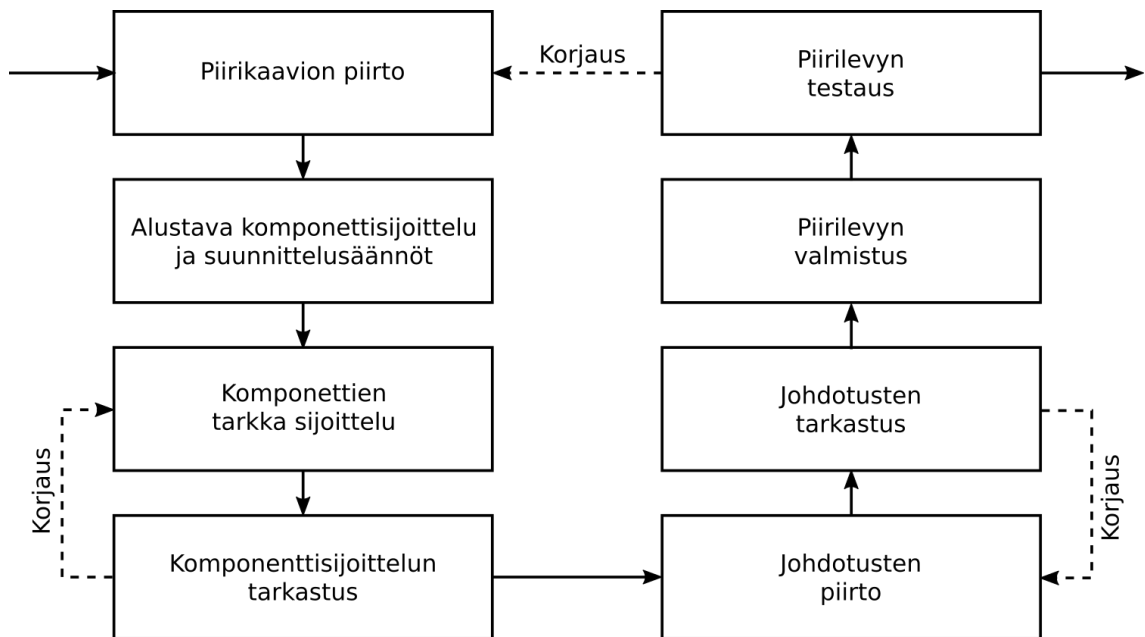 Piirikaavion piirto
Korjaus
Piirilevyn
testaus
Alustava komponettisijoittelu
ja suunnittelusäännöt
Piirilevyn
valmistus
Komponettien
tarkka sijoittelu
Johdotusten
tarkastus
Korjaus
Korjaus
Komponenttisijoittelun
tarkastus
Johdotusten
piirto